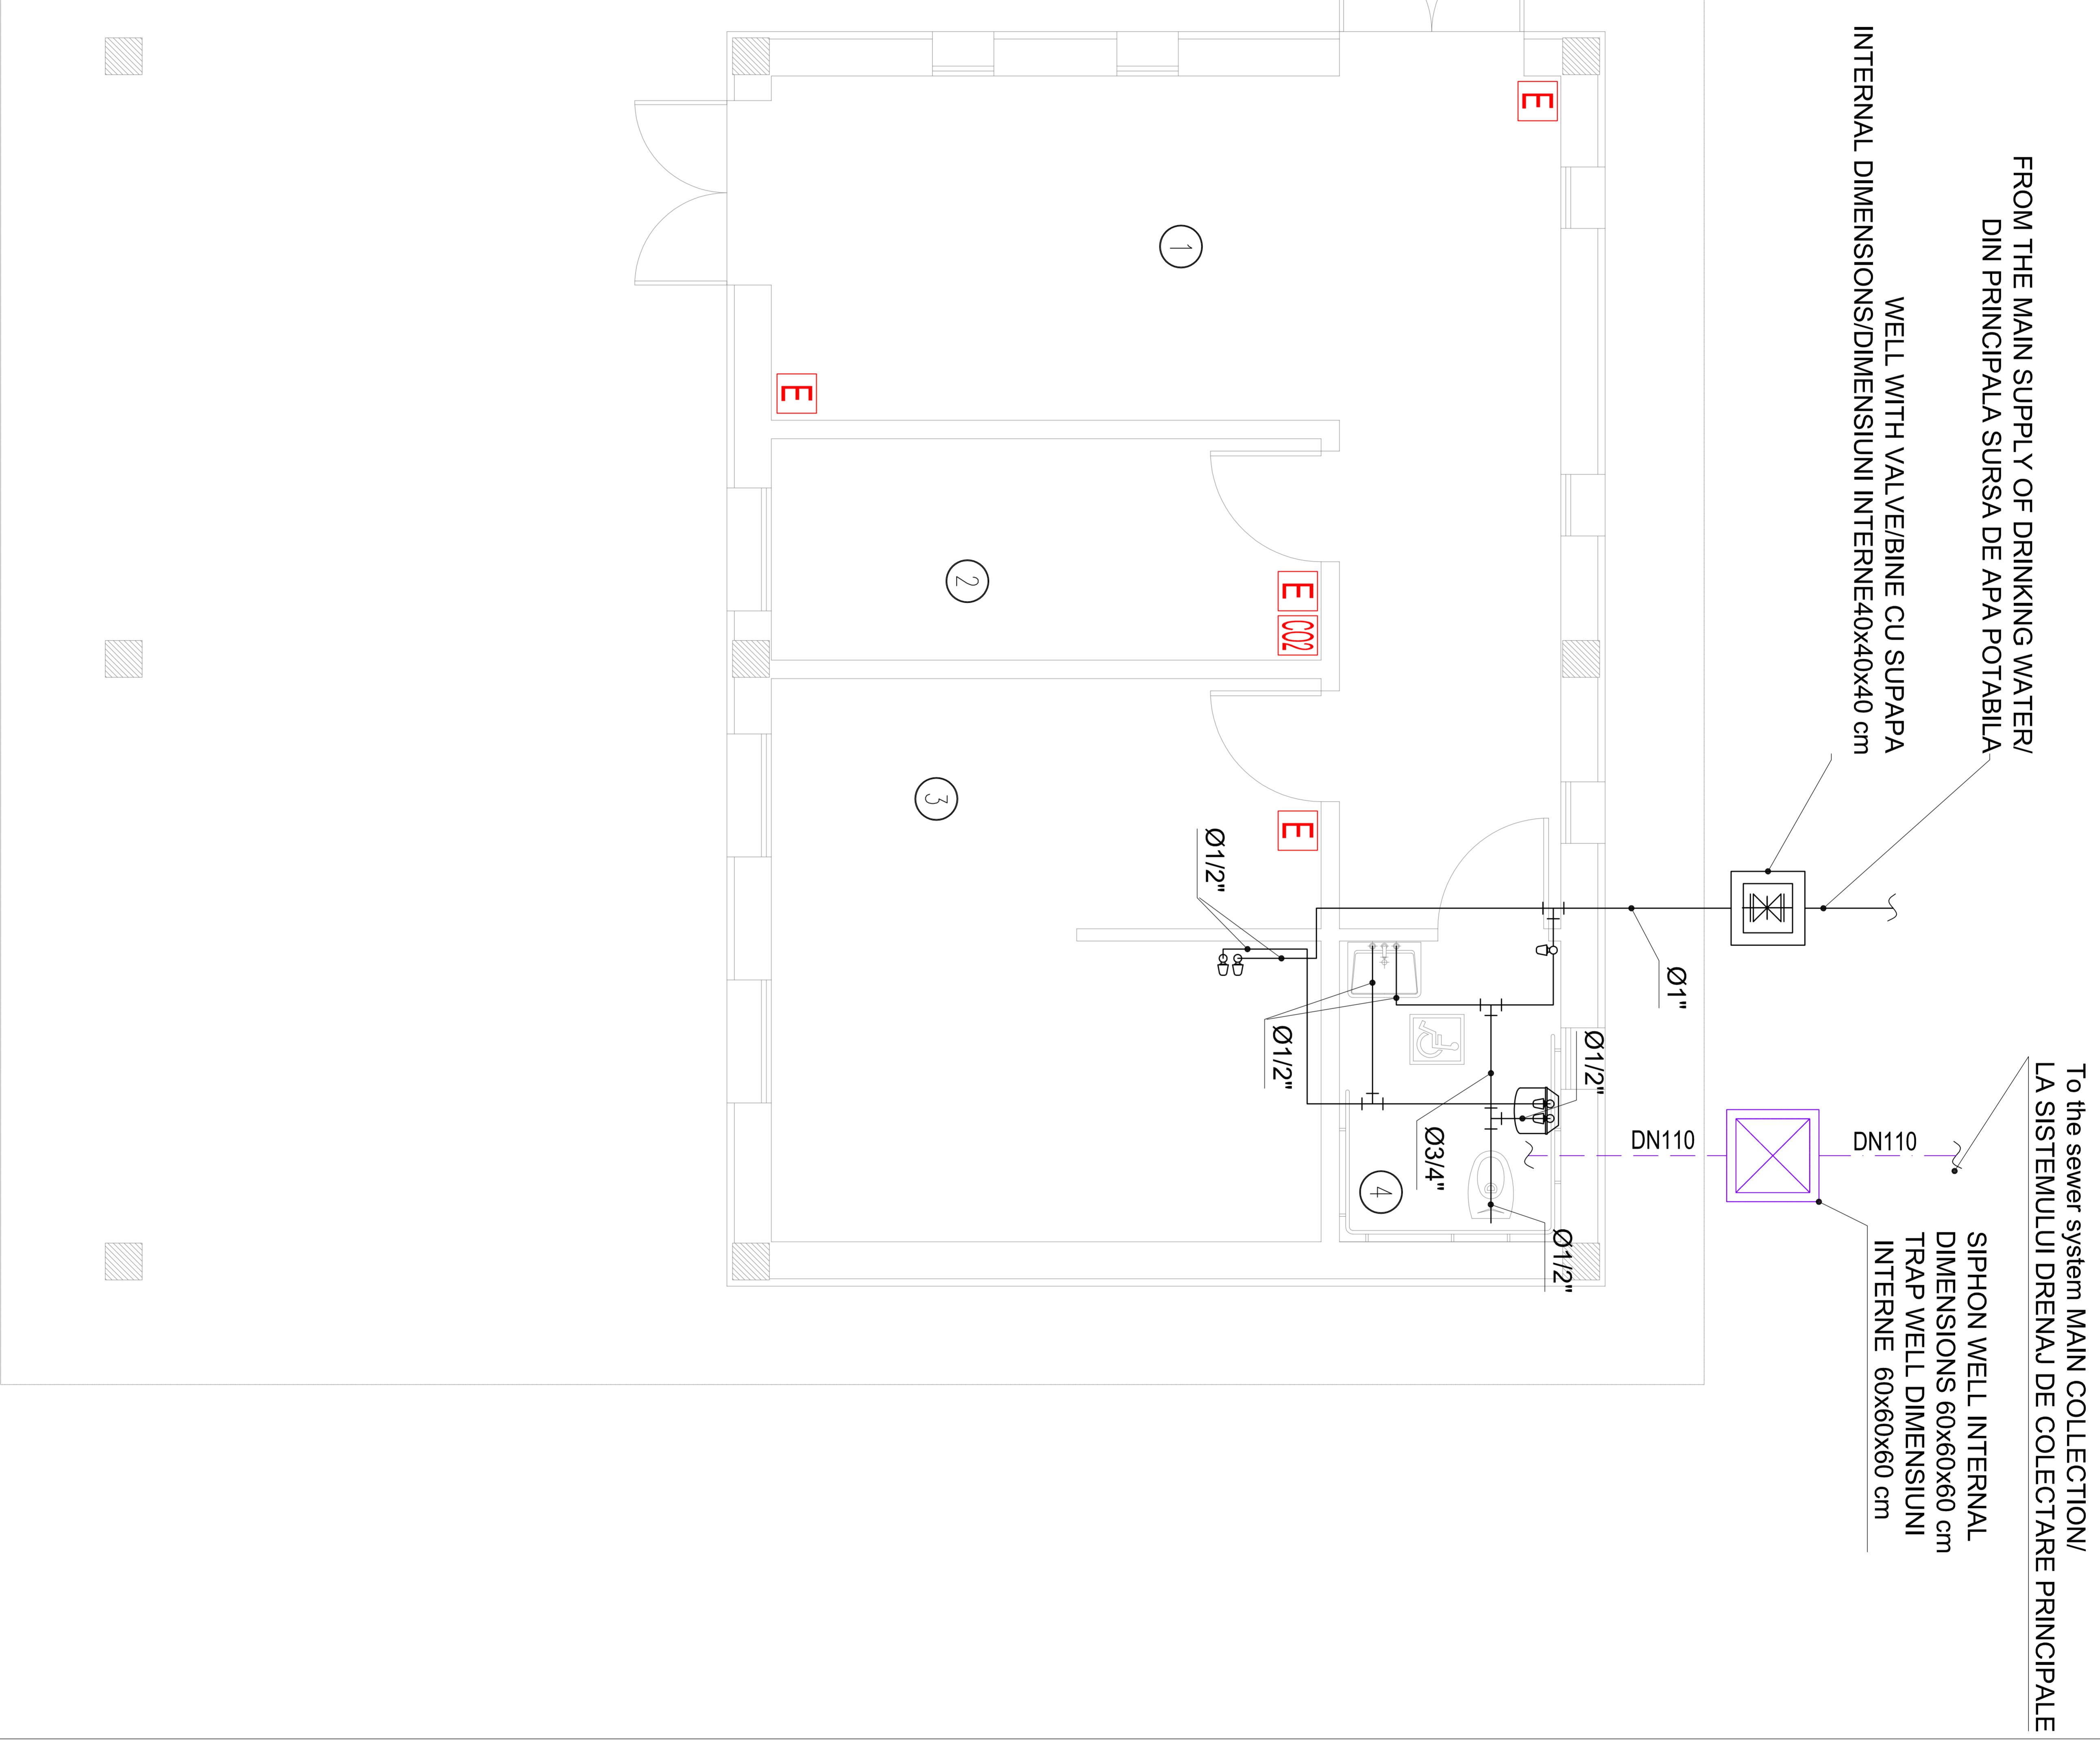 FROM THE MAIN SUPPLY OF DRINKING WATER/
DIN PRINCIPALA SURSA DE APA POTABILA
WELL WITH VALVE/BINE CU SUPAPA
INTERNAL DIMENSIONS/DIMENSIUNI INTERNE40x40x40 cm
To the sewer system MAIN COLLECTION/
LA SISTEMULUI DRENAJ DE COLECTARE PRINCIPALE
SIPHON WELL INTERNAL
DIMENSIONS 60x60x60 cm
TRAP WELL DIMENSIUNI
INTERNE 60x60x60 cm
DN110
DN110
Ø1"
Ø1/2"
Ø1/2"
Ø3/4"
Ø1/2"
Ø1/2"
E
E
E
CO2
E
1
2
3
4